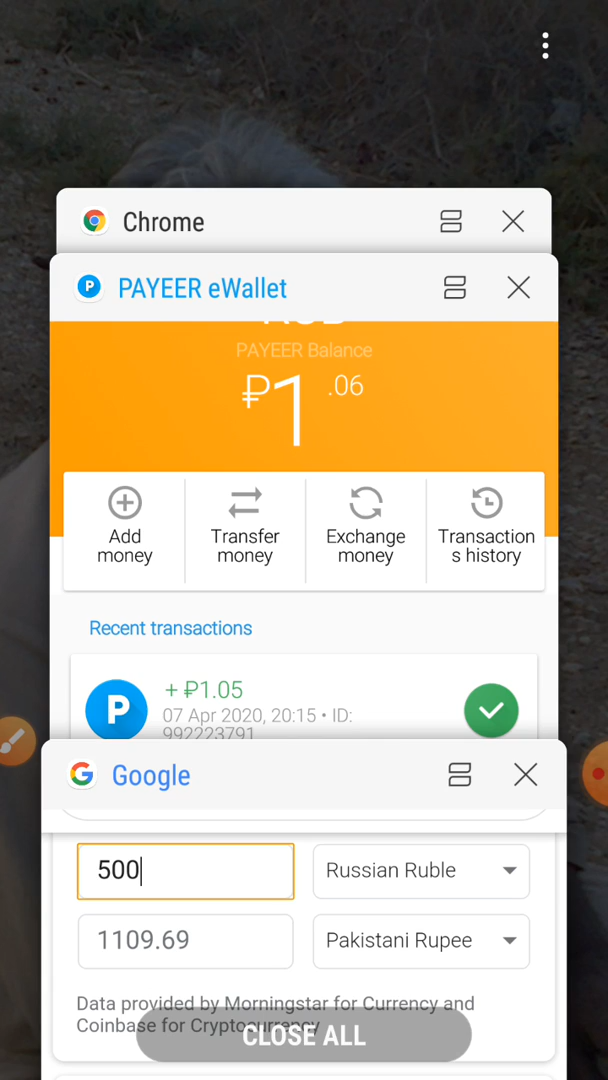 Chrome
PAYEER eWallet
PAYEER Balance
₽1.06
Add money
Transfer money
Exchange money
Transactions history
Recent transactions
P
+ ₽1.05
07 Apr 2020, 20:15 • ID:
992223791
Google
500
Russian Ruble
1109.69
Pakistani Rupee
Data provided by Morningstar for Currency and
Coinbase for Cryptocurrency
CLOSE ALL